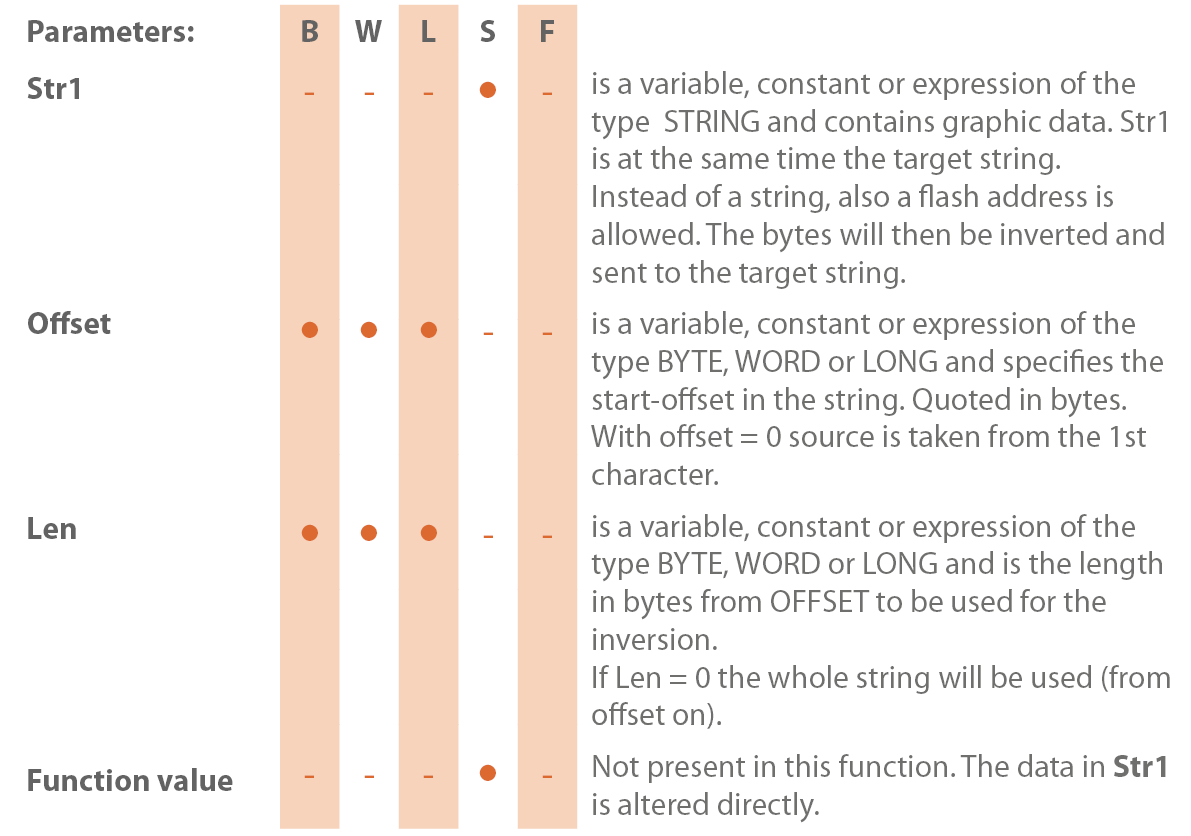 Parameters: B W L S F
Str1 - - - ● - is a variable, constant or expression of the
type STRING and contains graphic data. Str1
is at the same time the target string.
Instead of a string, also a flash address is
allowed. The bytes will then be inverted and
sent to the target string.
Offset ● ● ● - - is a variable, constant or expression of the
type BYTE, WORD or LONG and specifies the
start-offset in the string. Quoted in bytes.
With offset = 0 source is taken from the 1st
character.
Len ● ● ● - - is a variable, constant or expression of the
type BYTE, WORD or LONG and is the length
in bytes from OFFSET to be used for the
inversion.
If Len = 0 the whole string will be used (from
offset on).
Function value - - - ● - Not present in this function. The data in Str1
is altered directly.